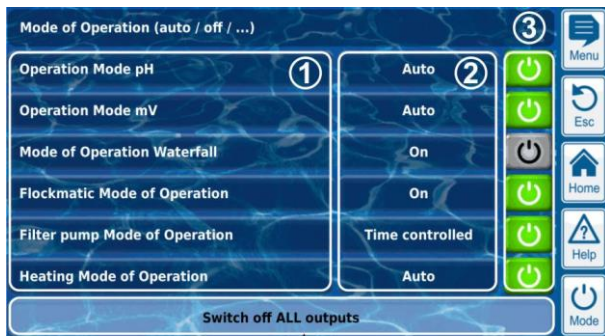 Mode of Operation (auto / off / ...) ③
Menu
Operation Mode pH ① Auto ②
Operation Mode mV Auto
Esc
Mode of Operation Waterfall On
Flockmatic Mode of Operation On
Home
Filter pump Mode of Operation Time controlled
Help
Heating Mode of Operation Auto
Switch off ALL outputs
Mode